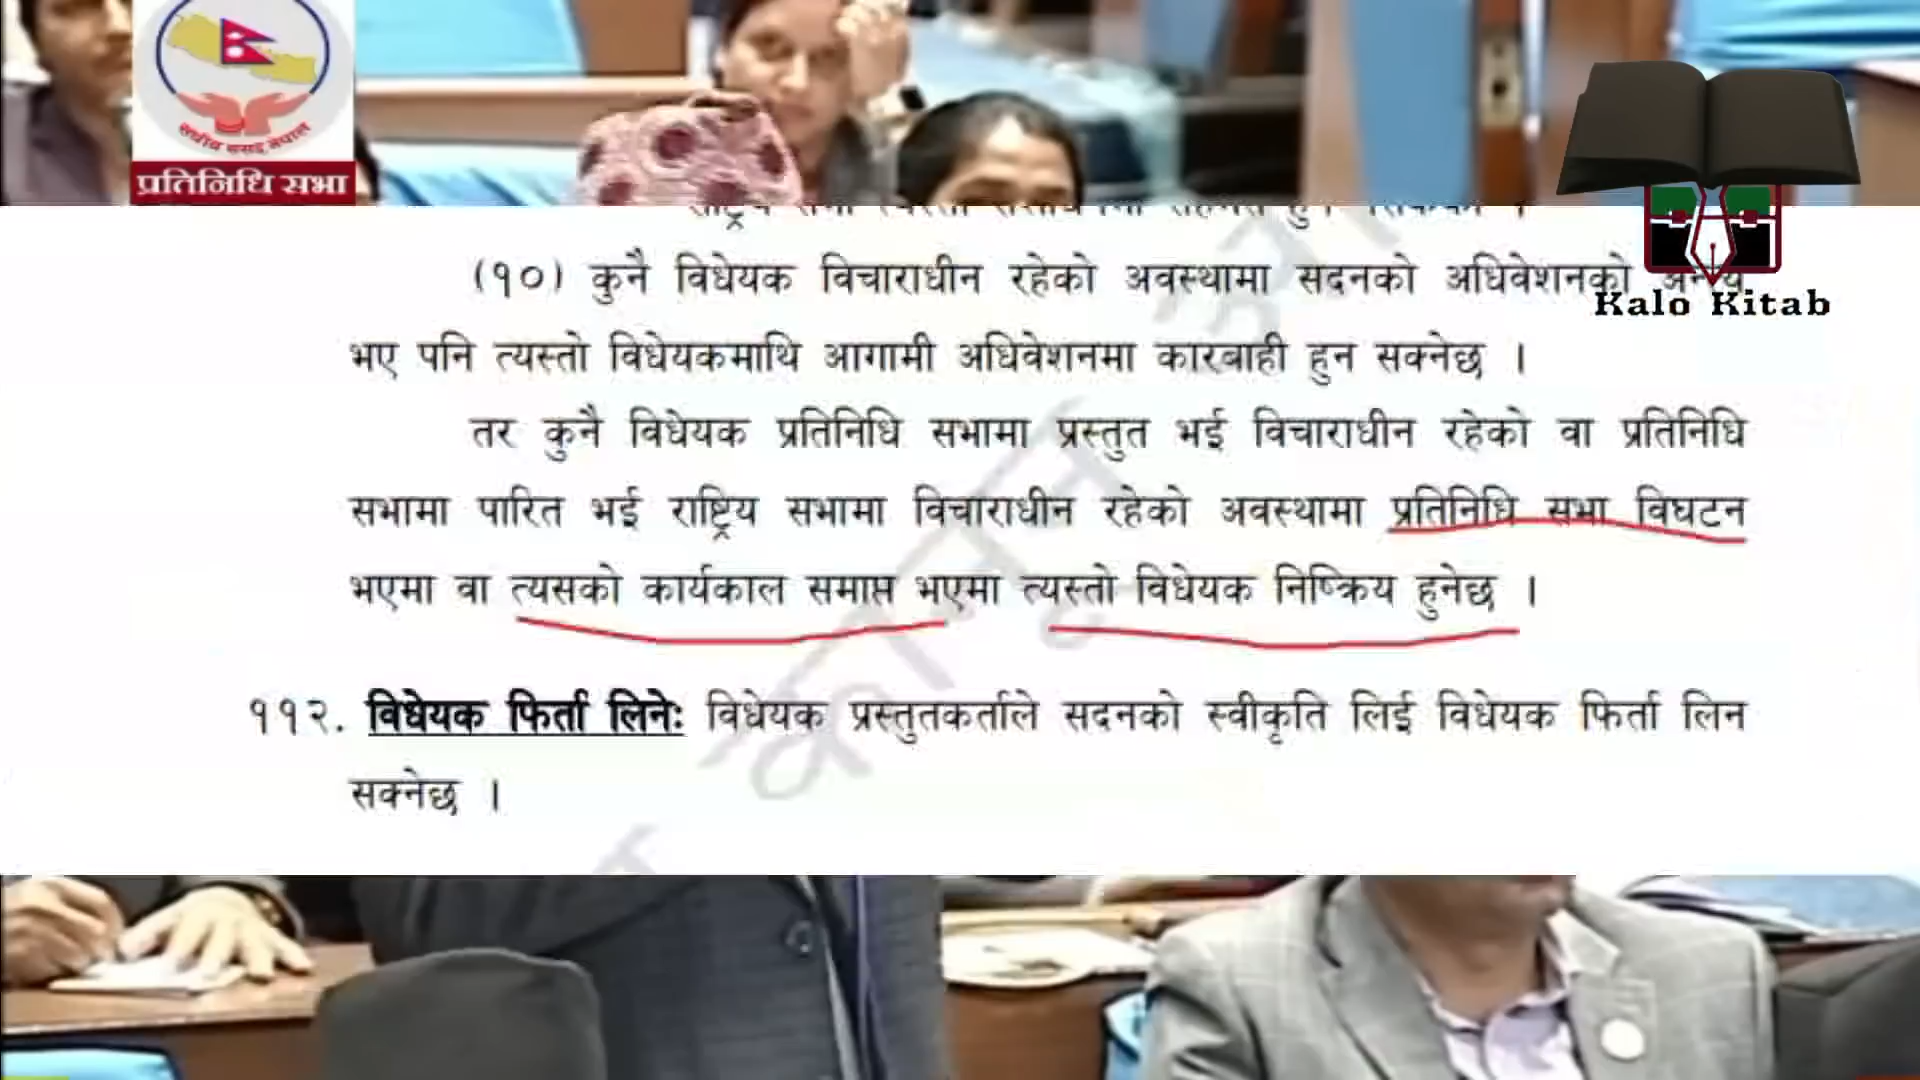 संघीय संसद नेपाल
प्रतिनिधि सभा
(१०) कुनै विधेयक विचाराधीन रहेको अवस्थामा सदनको अधिवेशनको अन्त्य
Kalo Kitab
भए पनि त्यस्तो विधेयकमाथि आगामी अधिवेशनमा कारबाही हुन सक्नेछ ।
तर कुनै विधेयक प्रतिनिधि सभामा प्रस्तुत भई विचाराधीन रहेको वा प्रतिनिधि
सभामा पारित भई राष्ट्रिय सभामा विचाराधीन रहेको अवस्थामा प्रतिनिधि सभा विघटन
भएमा वा त्यसको कार्यकाल समाप्त भएमा त्यस्तो विधेयक निष्क्रिय हुनेछ ।
११२. विधेयक फिर्ता लिनेः विधेयक प्रस्तुतकर्ताले सदनको स्वीकृति लिई विधेयक फिर्ता लिन
सक्नेछ ।